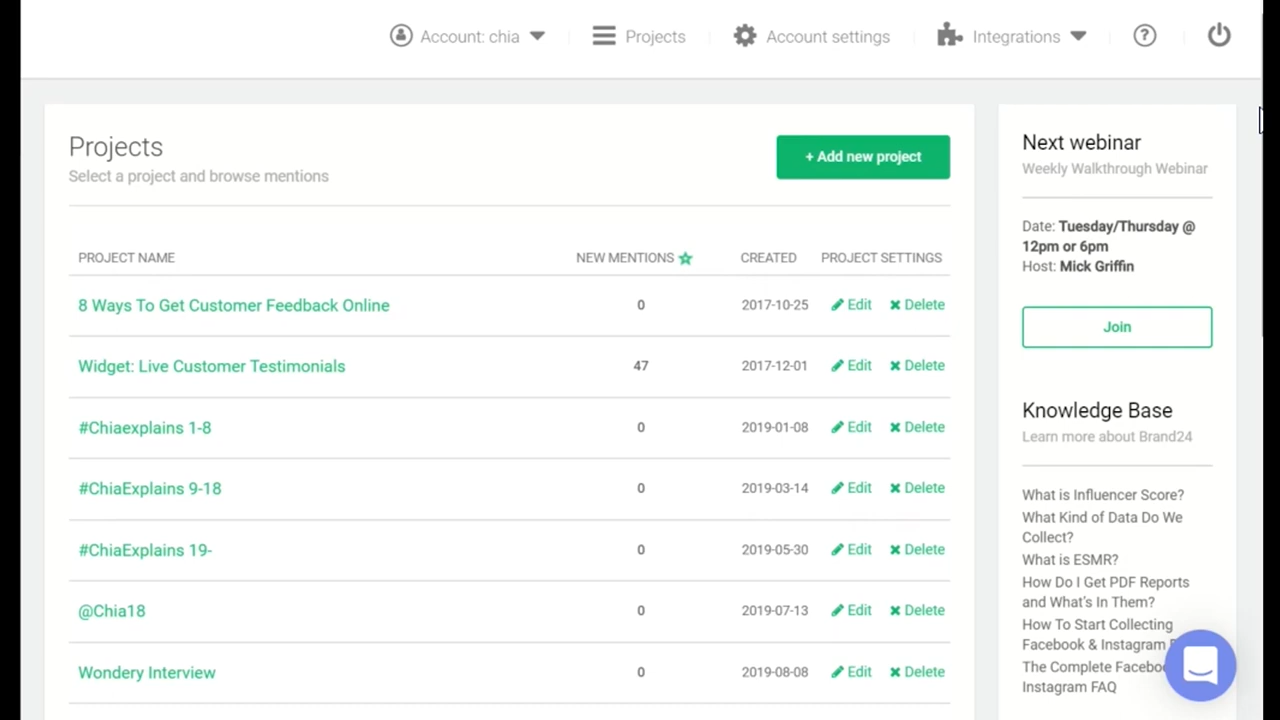 Account: chia
Projects
Account settings
Integrations
?
Projects
Select a project and browse mentions
+ Add new project
PROJECT NAME NEW MENTIONS CREATED PROJECT SETTINGS
8 Ways To Get Customer Feedback Online 0 2017-10-25 Edit Delete
Widget: Live Customer Testimonials 47 2017-12-01 Edit Delete
#Chiaexplains 1-8 0 2019-01-08 Edit Delete
#ChiaExplains 9-18 0 2019-03-14 Edit Delete
#ChiaExplains 19- 0 2019-05-30 Edit Delete
@Chia18 0 2019-07-13 Edit Delete
Wondery Interview 0 2019-08-08 Edit Delete
Next webinar
Weekly Walkthrough Webinar
Date: Tuesday/Thursday @
12pm or 6pm
Host: Mick Griffin
Join
Knowledge Base
Learn more about Brand24
What is Influencer Score?
What Kind of Data Do We
Collect?
What is ESMR?
How Do I Get PDF Reports
and What's In Them?
How To Start Collecting
Facebook & Instagram
The Complete
Instagram FAQ